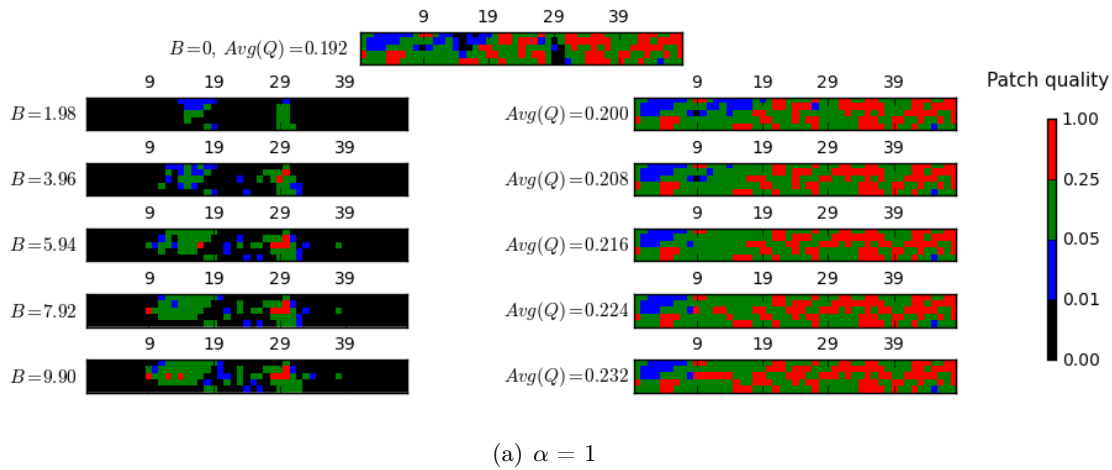 9 19 29 39
B=0, Avg(Q)=0.192
9 19 29 39 9 19 29 39
Patch quality
B=1.98 Avg(Q)=0.200
1.00
9 19 29 39 9 19 29 39
B=3.96 Avg(Q)=0.208
0.25
9 19 29 39 9 19 29 39
B=5.94 Avg(Q)=0.216
0.05
9 19 29 39 9 19 29 39
0.01
B=7.92 Avg(Q)=0.224
9 19 29 39 9 19 29 39
0.00
B=9.90 Avg(Q)=0.232
(a) α = 1